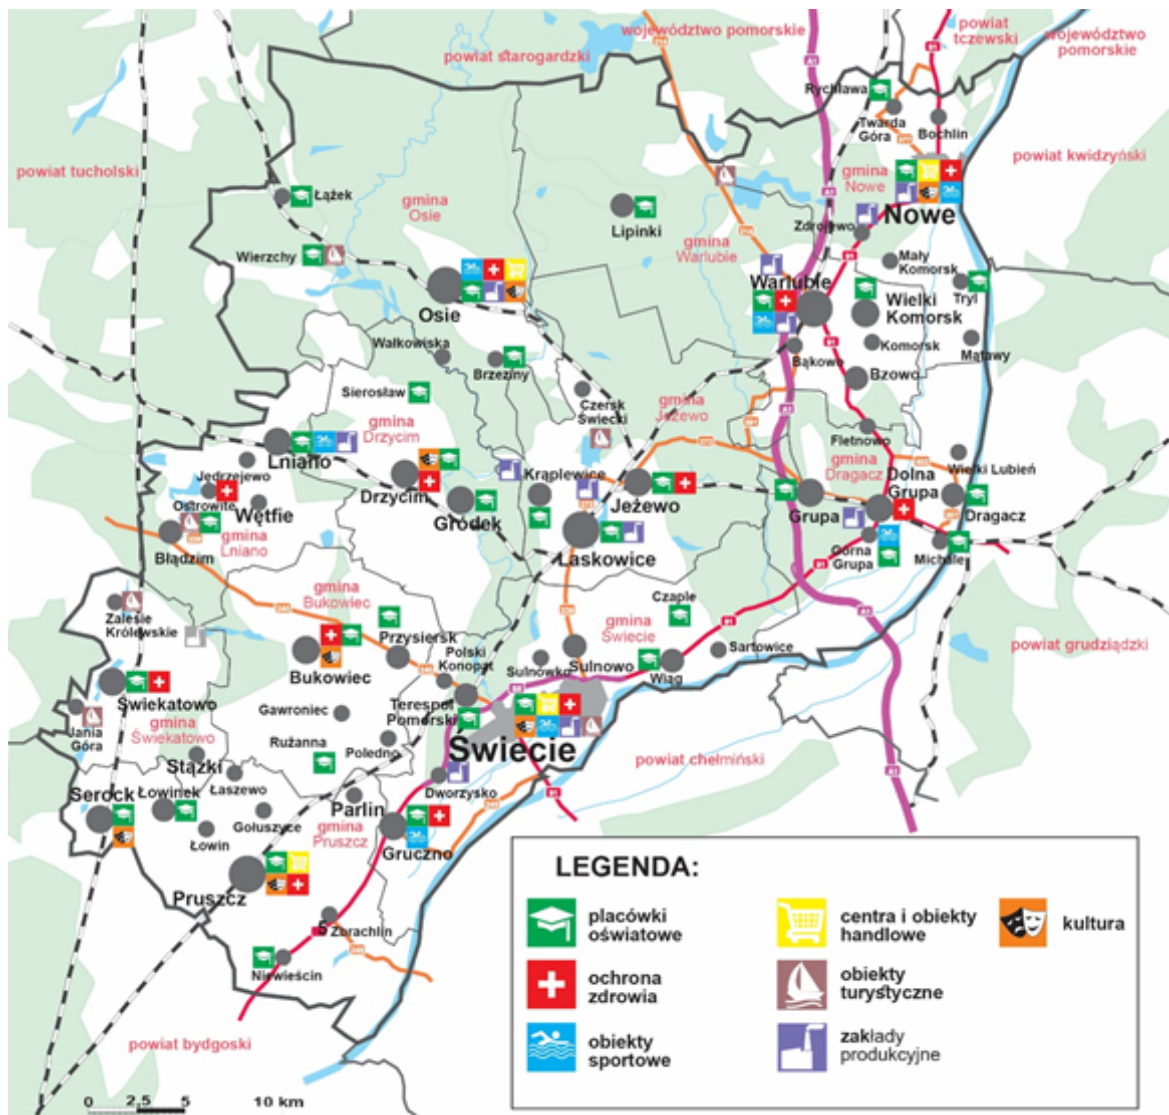 województwo pomorskie
powiat
tczewski
województwo
pomorskie
powiat starogardzki
A1
91
214
Rychława
Twarda
Góra
Bochlin
powiat kwidzyński
powiat tucholski
gmina
Nowe
Nowe
Łążek
gmina
Osie
Lipinki
Zdrojewo
gmina
Warlubie
Wierzchy
Mały
Komorsk
Tryl
Warlubie
Osie
Wielki
Komorsk
Wałkowiska
Komorsk
Mątawy
Bąkowo
Brzeziny
Bzowo
Sierosław
Czersk
Świecki
gmina
Jeżewo
gmina
Drzycim
Fletnowo
Lniano
Jędrzejewo
Krąplewice
gmina
Dragacz
Wielki Lubień
Dolna
Grupa
Ostrowite
Wętfie
Drzycim
Gródek
Jeżewo
Grupa
Dragacz
Błądzim
gmina
Lniano
Laskowice
Górna
Grupa
Michale
gmina
Bukowiec
Czaple
Zalesie
Królewskie
Przysiersk
gmina
Świecie
powiat grudziądzki
Polski
Konopat
Sulnówko
Sulnowo
Wiąg
Sartowice
Bukowiec
Świekatowo
Gawroniec
Terespol
Pomorski
Jania
Góra
gmina
Świekatowo
Rużanna
Poledno
Świecie
powiat chełmiński
Stążki
Łaszewo
Dworzysko
Serock
Łowinek
Gołuszyce
Parlin
Łowin
gmina
Pruszcz
Gruczno
Pruszcz
5 Zbrachlin
Niewieścin
powiat bydgoski
0 2,5 5 10 km
LEGENDA:
placówki
oświatowe
centra i obiekty
handlowe
kultura
ochrona
zdrowia
obiekty
turystyczne
obiekty
sportowe
zakłady
produkcyjne